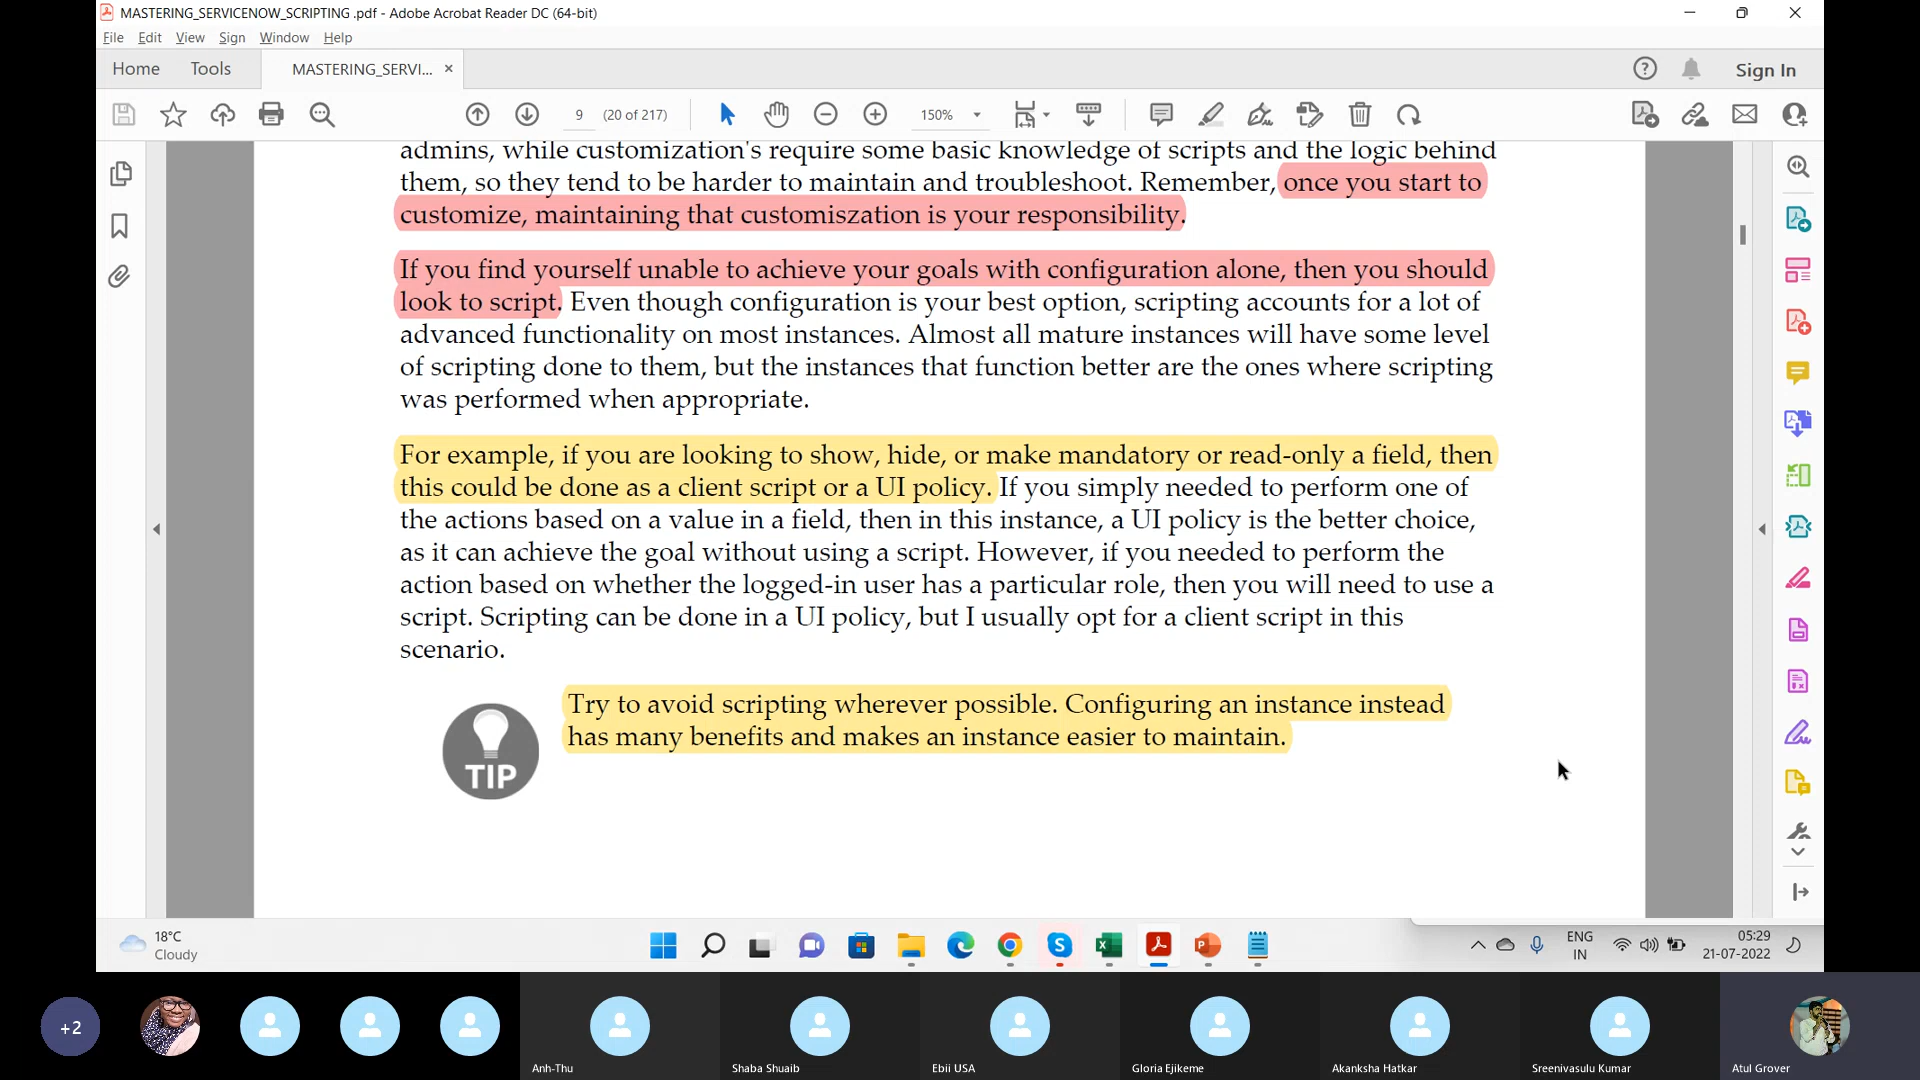 MASTERING_SERVICENOW_SCRIPTING .pdf - Adobe Acrobat Reader DC (64-bit)
File Edit View Sign Window Help
Home Tools MASTERING_SERVI... × Sign In
9 (20 of 217) 150%
admins, while customization's require some basic knowledge of scripts and the logic behind
them, so they tend to be harder to maintain and troubleshoot. Remember, once you start to
customize, maintaining that customiszation is your responsibility.
If you find yourself unable to achieve your goals with configuration alone, then you should
look to script. Even though configuration is your best option, scripting accounts for a lot of
advanced functionality on most instances. Almost all mature instances will have some level
of scripting done to them, but the instances that function better are the ones where scripting
was performed when appropriate.
For example, if you are looking to show, hide, or make mandatory or read-only a field, then
this could be done as a client script or a UI policy. If you simply needed to perform one of
the actions based on a value in a field, then in this instance, a UI policy is the better choice,
as it can achieve the goal without using a script. However, if you needed to perform the
action based on whether the logged-in user has a particular role, then you will need to use a
script. Scripting can be done in a UI policy, but I usually opt for a client script in this
scenario.
Try to avoid scripting wherever possible. Configuring an instance instead
has many benefits and makes an instance easier to maintain.
TIP
18°C
Cloudy
ENG
IN
05:29
21-07-2022
+2
Anh-Thu
Shaba Shuaib
Ebii USA
Gloria Ejikeme
Akanksha Hatkar
Sreenivasulu Kumar
Atul Grover